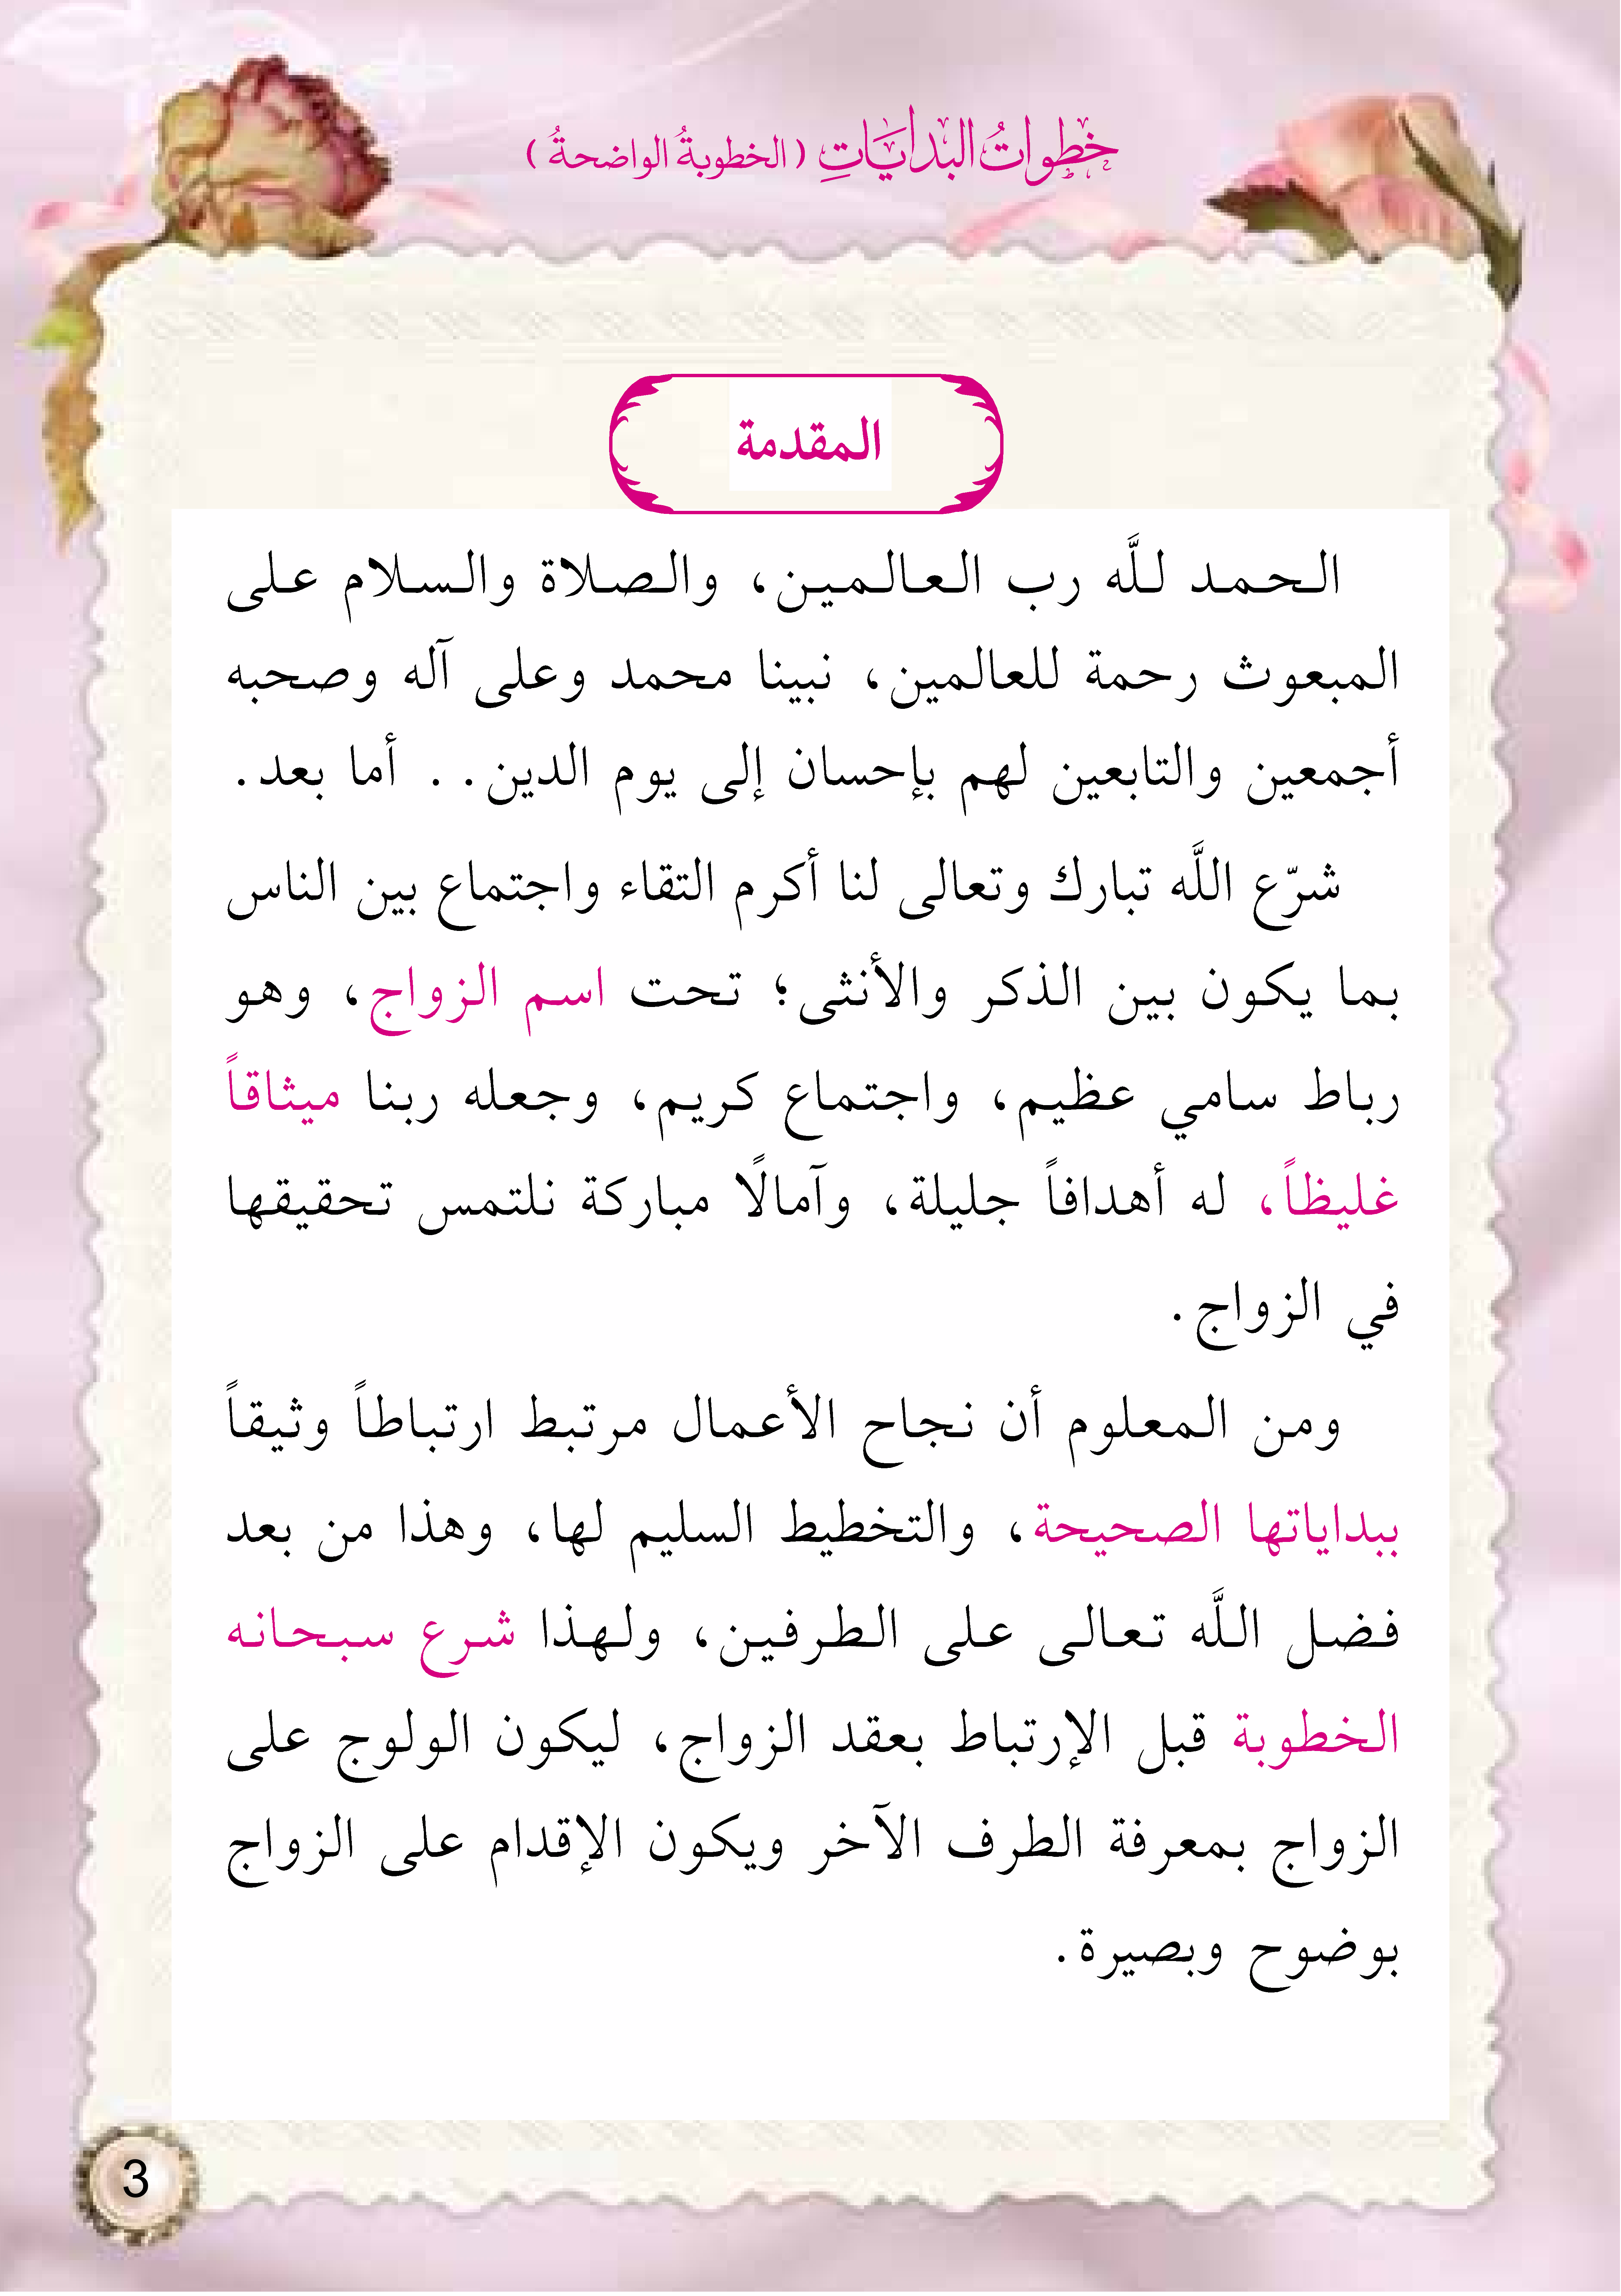 خطواتُ البدايَاتِ ( الخطوبةُ الواضحةُ )
المقدمة
الحمد للَّه رب العالمين، والصلاة والسلام على
المبعوث رحمة للعالمين، نبينا محمد وعلى آله وصحبه
أجمعين والتابعين لهم بإحسان إلى يوم الدين.. أما بعد.
شرّع اللَّه تبارك وتعالى لنا أكرم التقاء واجتماع بين الناس
بما يكون بين الذكر والأنثى؛ تحت اسم الزواج، وهو
رباط سامي عظيم، واجتماع كريم، وجعله ربنا ميثاقاً
غليظاً، له أهدافاً جليلة، وآمالًا مباركة نلتمس تحقيقها
في الزواج.
ومن المعلوم أن نجاح الأعمال مرتبط ارتباطاً وثيقاً
ببداياتها الصحيحة، والتخطيط السليم لها، وهذا من بعد
فضل اللَّه تعالى على الطرفين، ولهذا شرع سبحانه
الخطوبة قبل الإرتباط بعقد الزواج، ليكون الولوج على
الزواج بمعرفة الطرف الآخر ويكون الإقدام على الزواج
بوضوح وبصيرة.
3